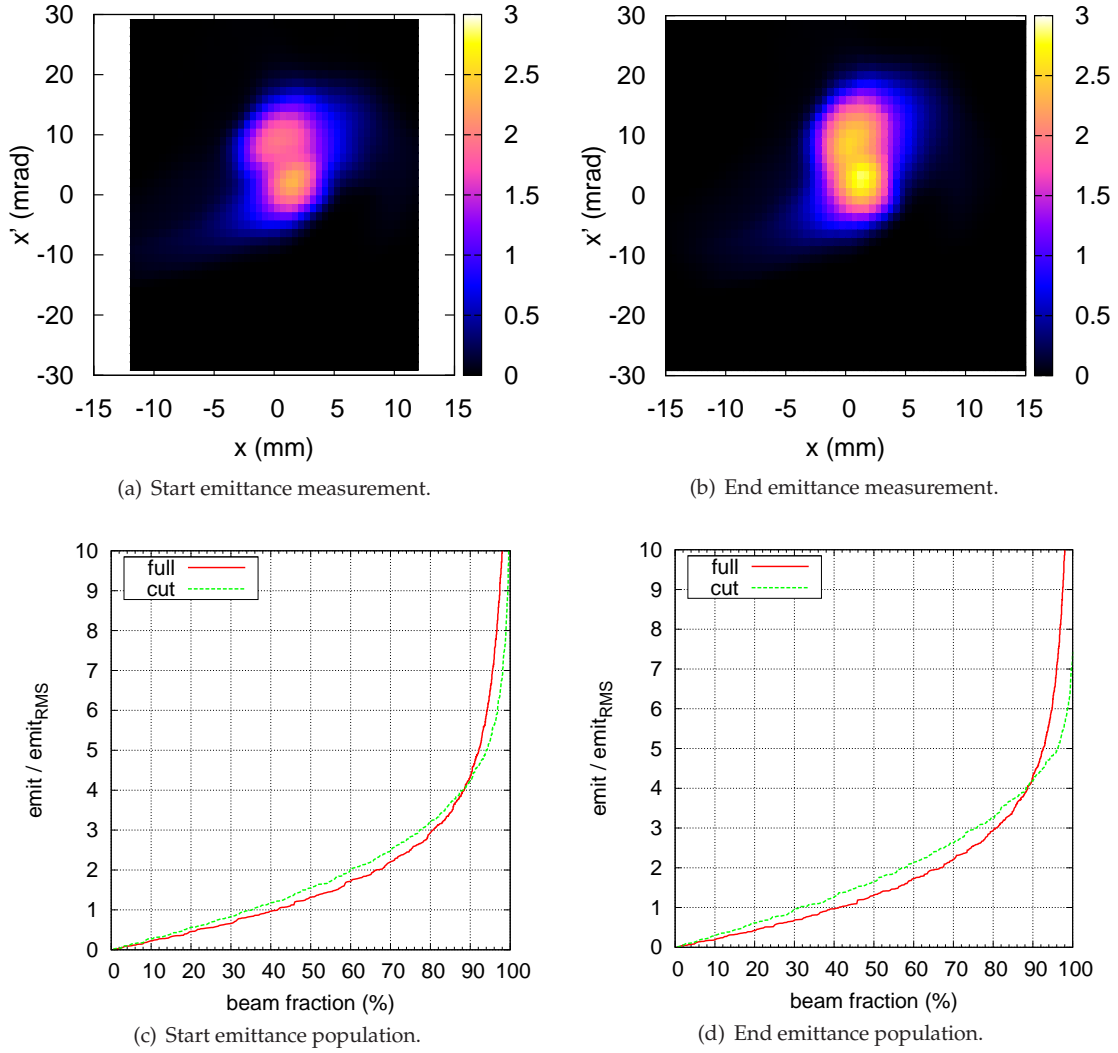 30
20
10
0
-10
-20
-30
x' (mrad)
-15 -10 -5 0 5 10 15
x (mm)
3
2.5
2
1.5
1
0.5
0
(a) Start emittance measurement.
30
20
10
0
-10
-20
-30
x' (mrad)
-15 -10 -5 0 5 10 15
x (mm)
3
2.5
2
1.5
1
0.5
0
(b) End emittance measurement.
10
9
8
7
6
5
4
3
2
1
0
emit / emitRMS
full
cut
0 10 20 30 40 50 60 70 80 90 100
beam fraction (%)
(c) Start emittance population.
10
9
8
7
6
5
4
3
2
1
0
emit / emitRMS
full
cut
0 10 20 30 40 50 60 70 80 90 100
beam fraction (%)
(d) End emittance population.